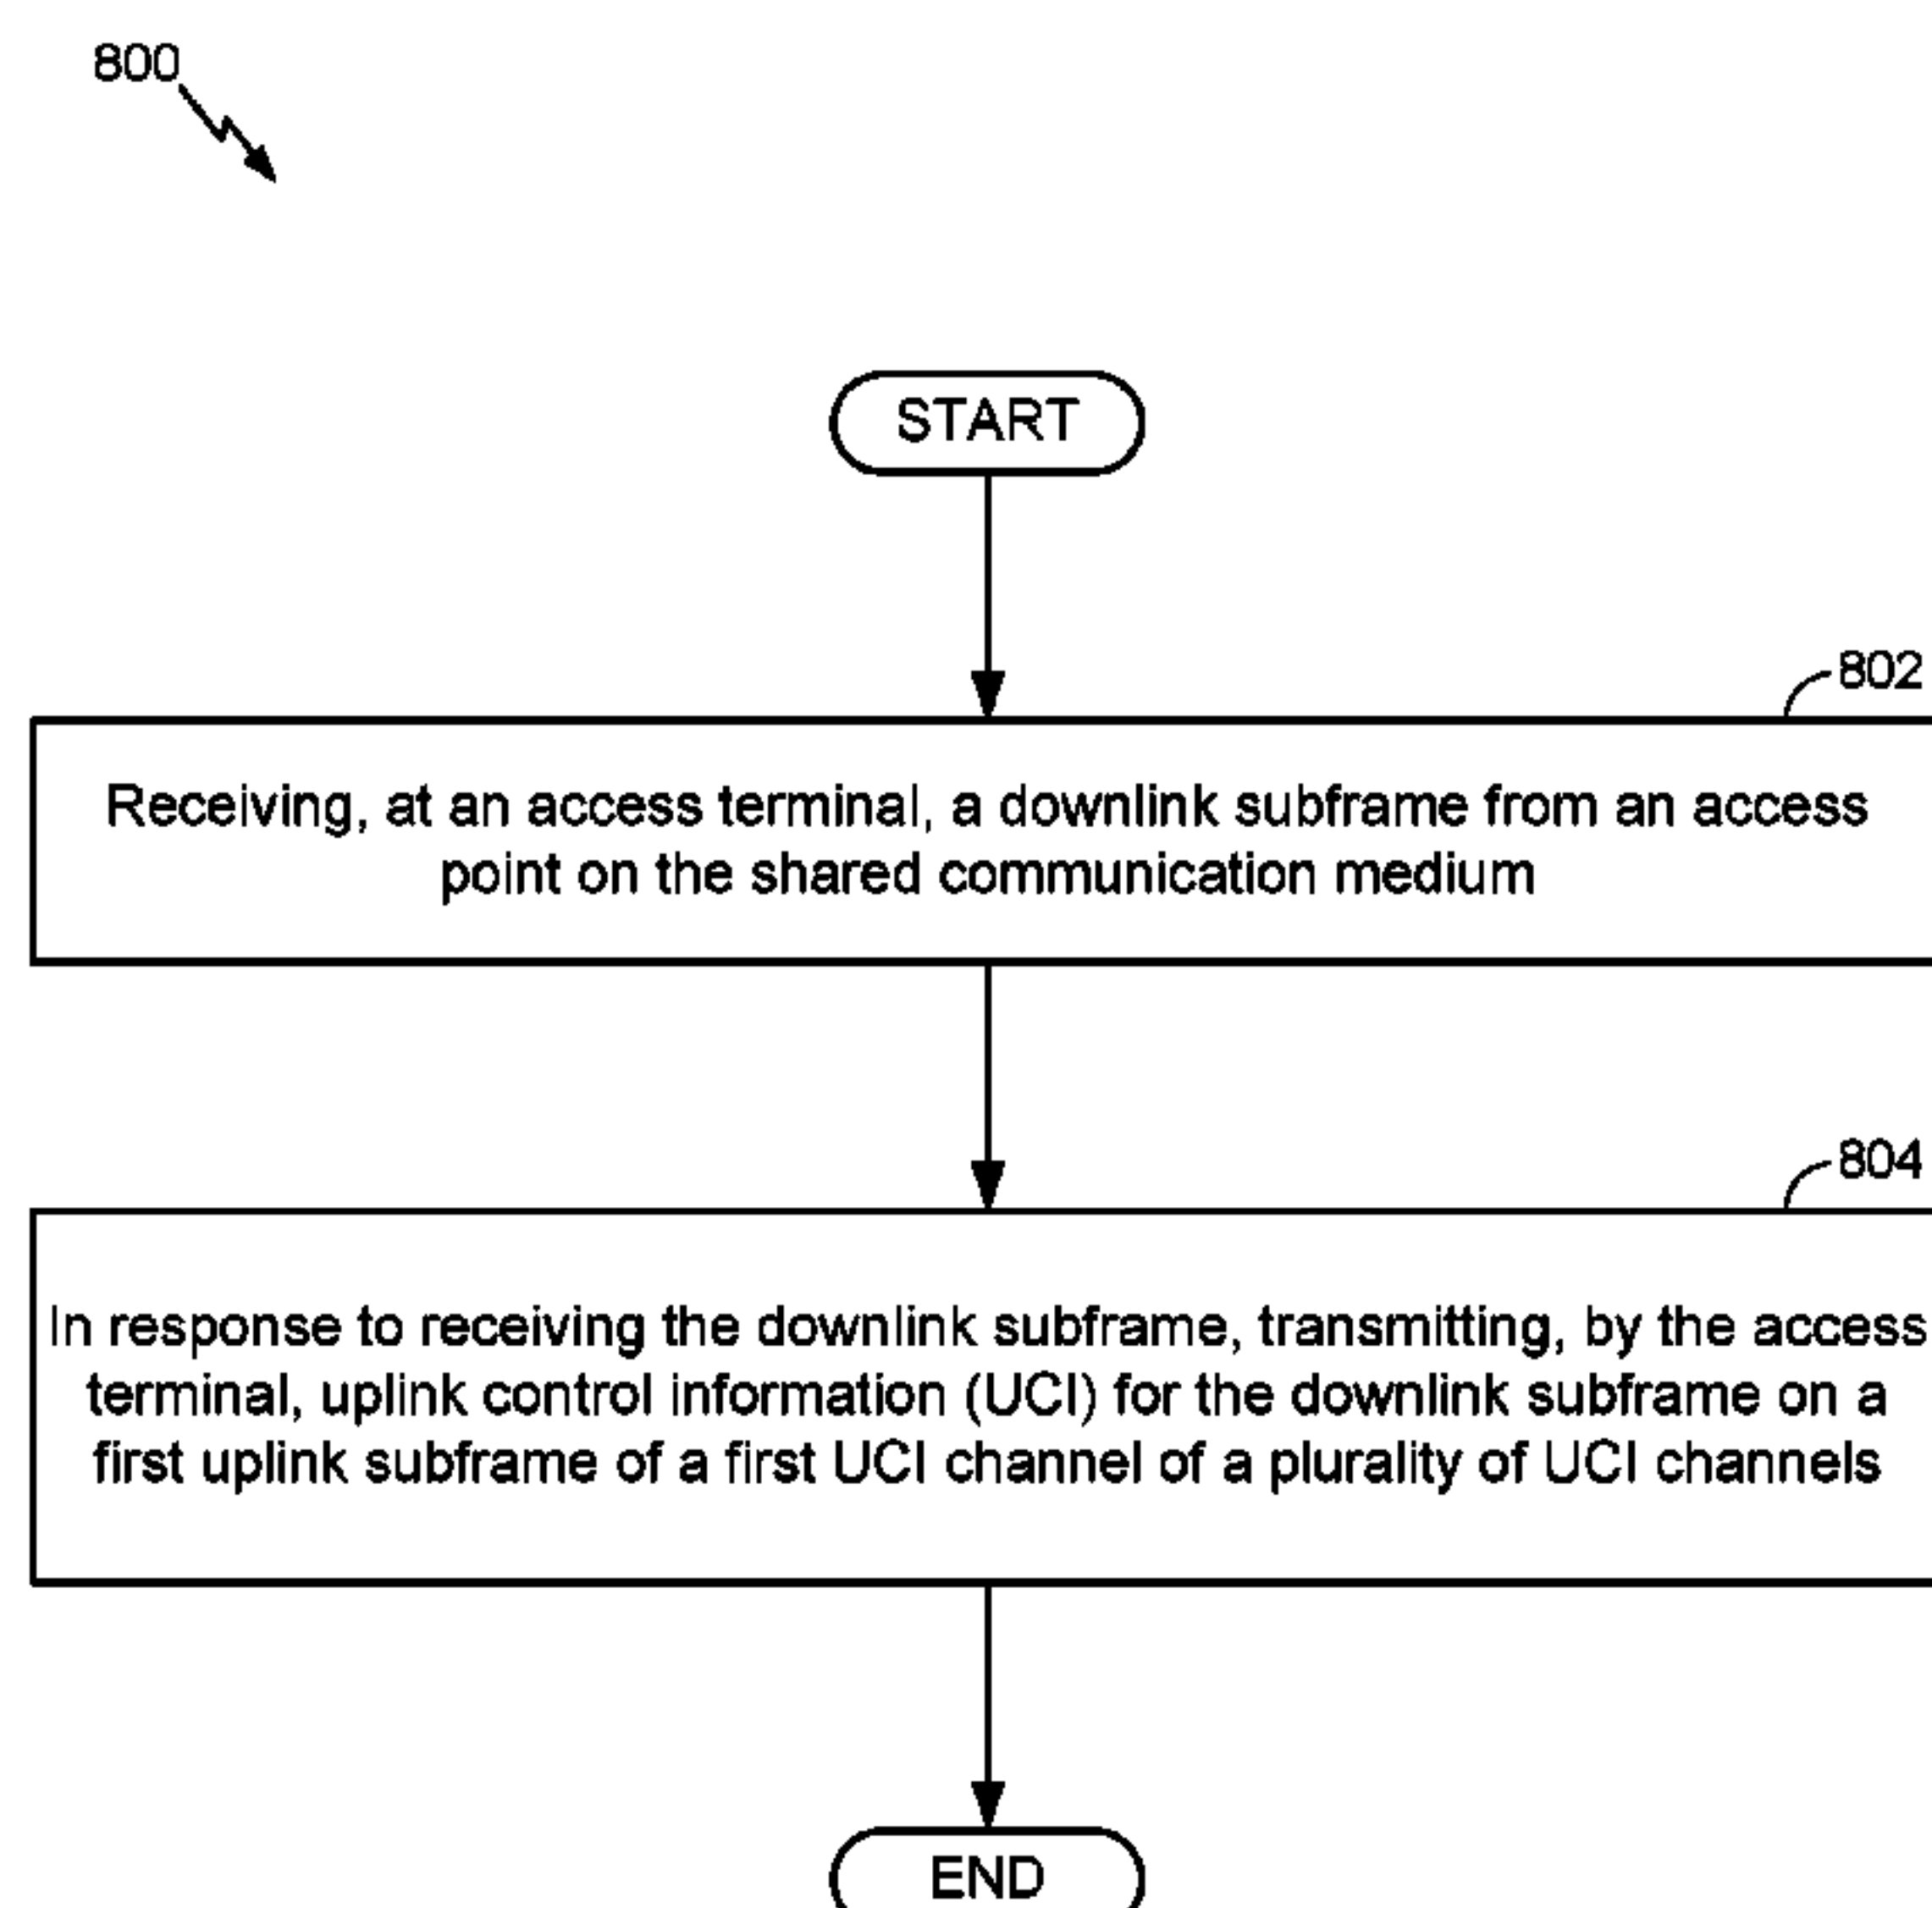 800
START
802
Receiving, at an access terminal, a downlink subframe from an access
point on the shared communication medium
804
In response to receiving the downlink subframe, transmitting, by the access
terminal, uplink control information (UCI) for the downlink subframe on a
first uplink subframe of a first UCI channel of a plurality of UCI channels
END